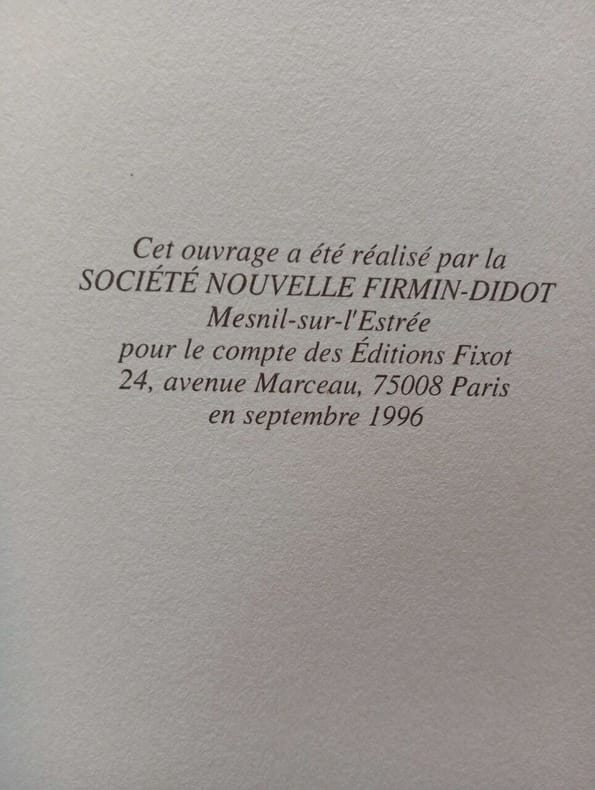 Cet ouvrage a été réalisé par la
SOCIÉTÉ NOUVELLE FIRMIN-DIDOT
Mesnil-sur-l'Estrée
pour le compte des Éditions Fixot
24, avenue Marceau, 75008 Paris
en septembre 1996